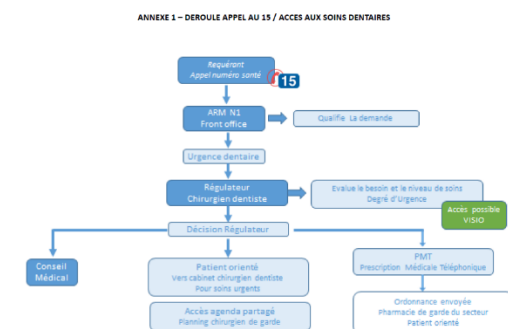 ANNEXE 1 – DEROULE APPEL AU 15 / ACCES AUX SOINS DENTAIRES
Requérant
Appel numéro santé
15
ARM N1
Front office
Qualifie La demande
Urgence dentaire
Régulateur
Chirurgien dentiste
Evalue le besoin et le niveau de soins
Degré d'Urgence
Accès possible
VISIO
Décision Régulateur
Conseil
Médical
Patient orienté
Vers cabinet chirurgien dentiste
Pour soins urgents
PMT
Prescription Médicale Téléphonique
Accès agenda partagé
Planning chirurgien de garde
Ordonnance envoyée
Pharmacie de garde du secteur
Patient orienté